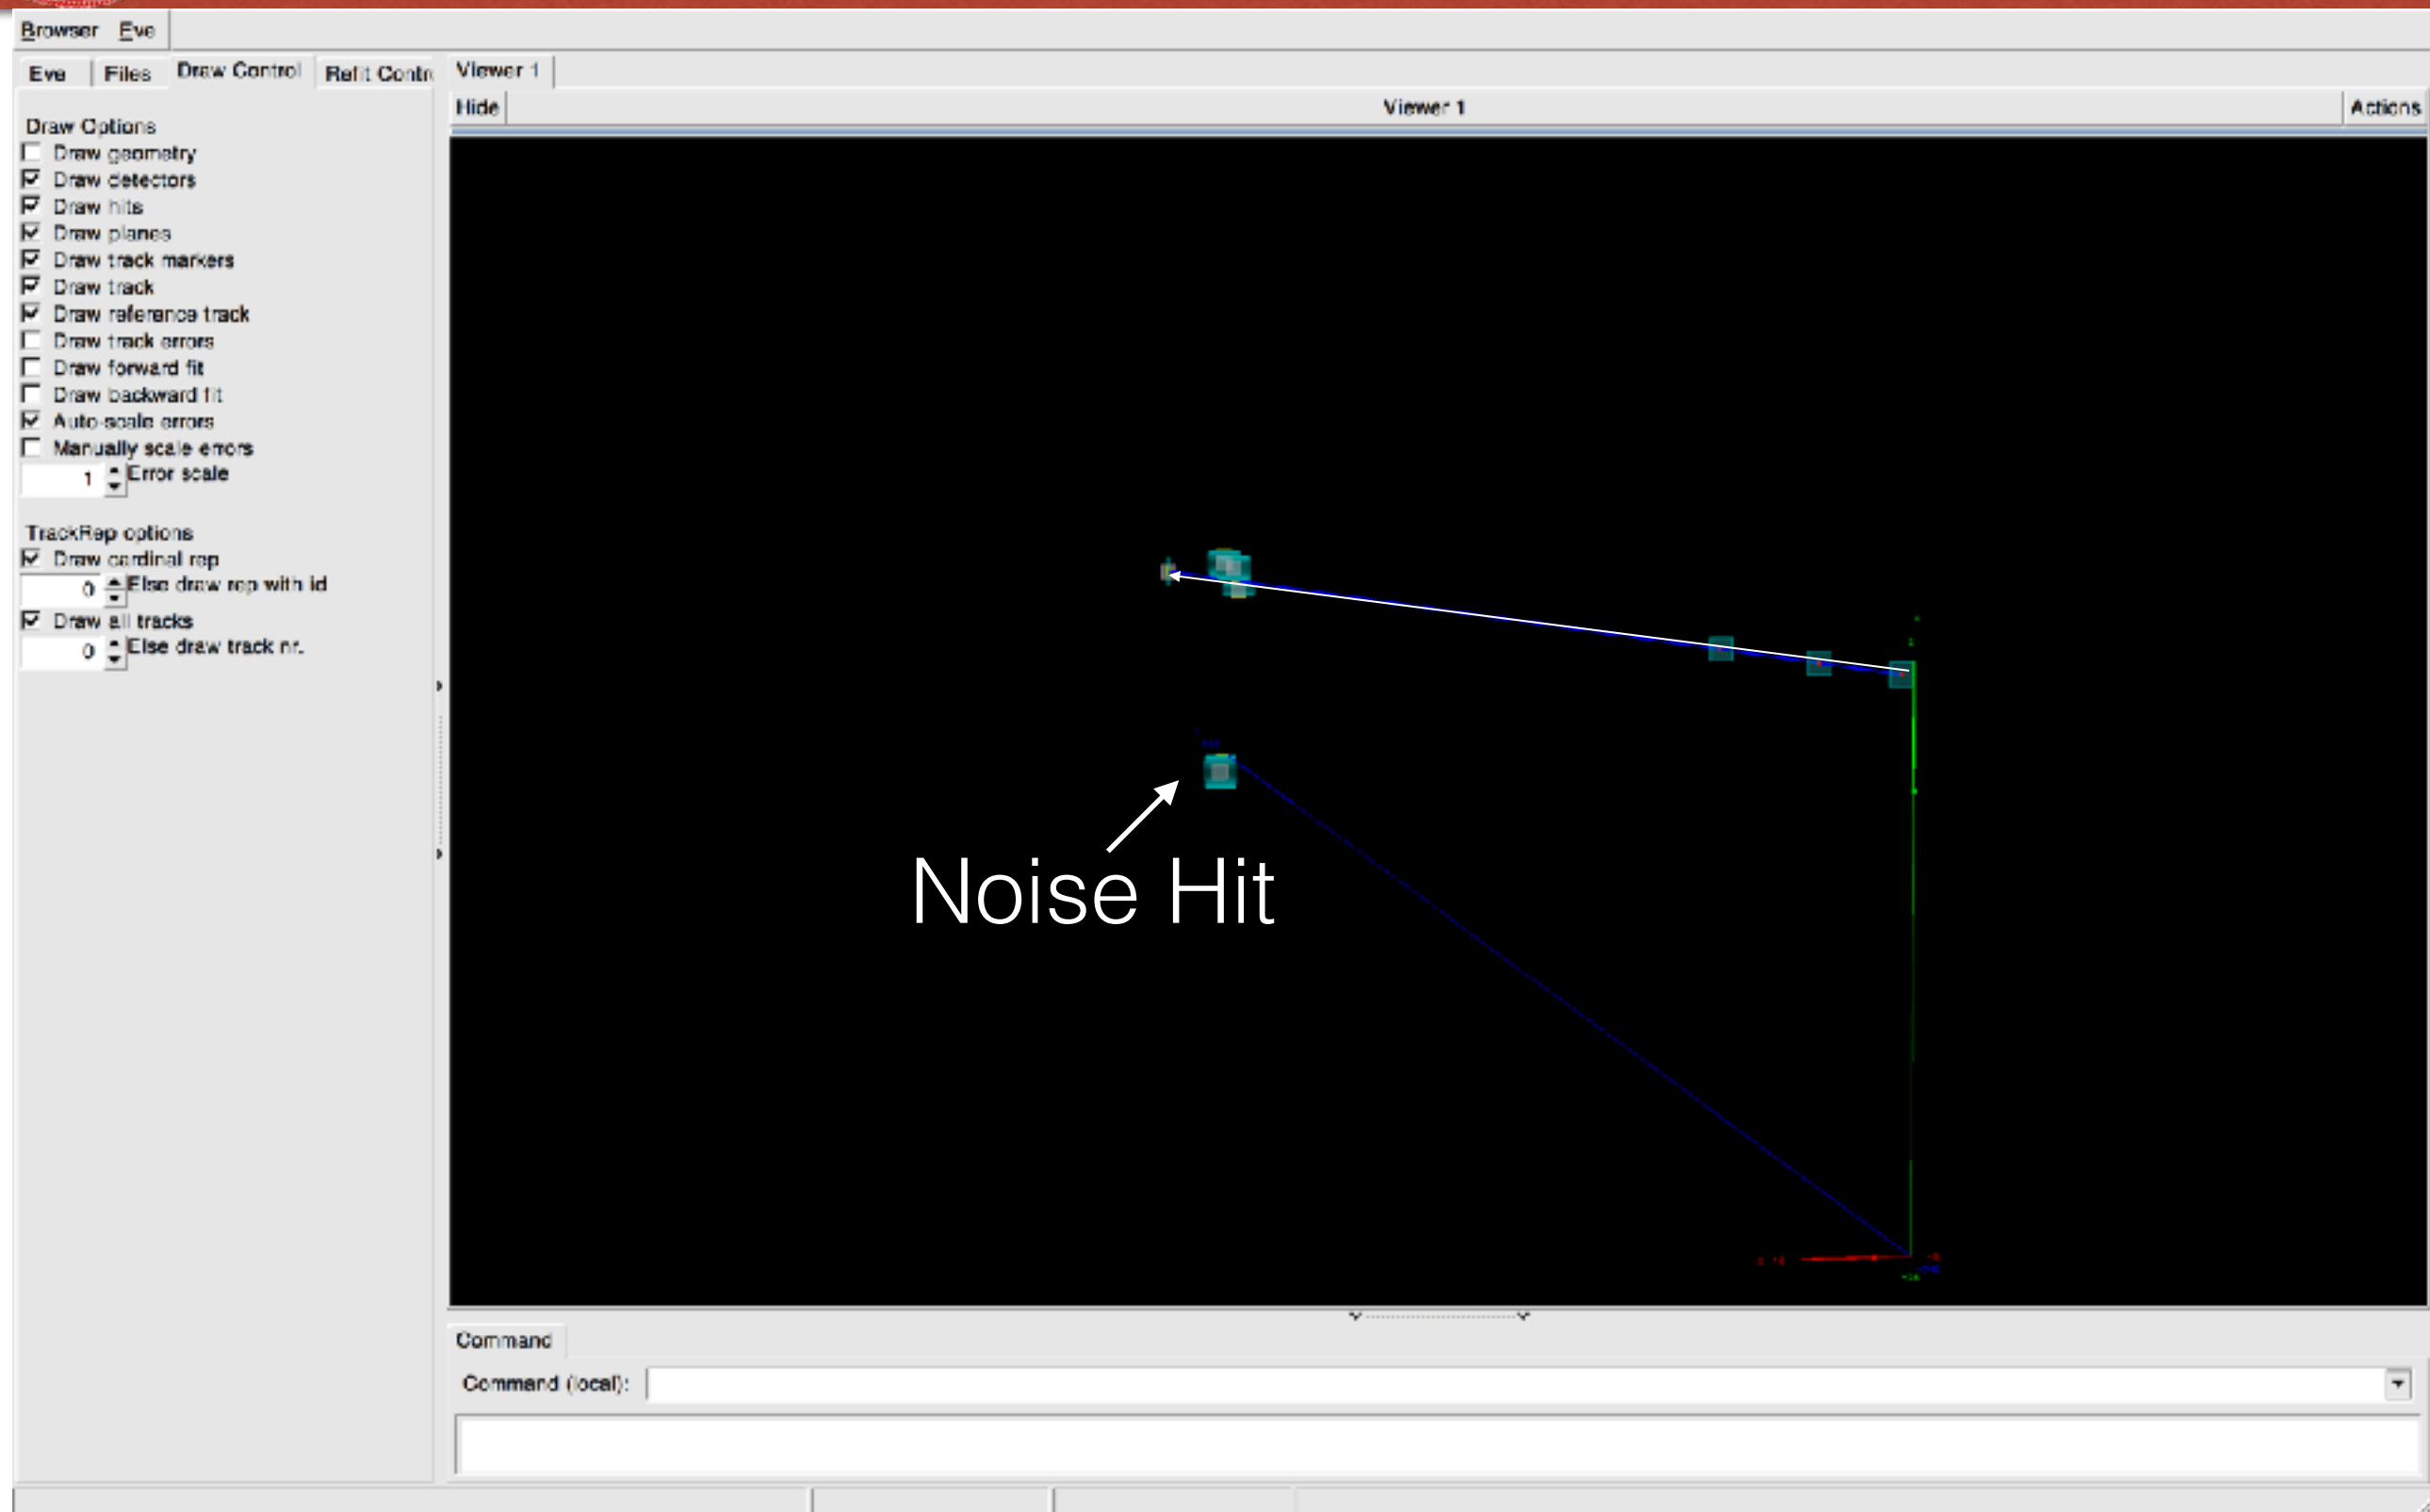 Browser Eve
Eve Files Draw Control Refit Contr
Viewer 1
Hide Viewer 1 Actions
Draw Options
Draw geometry
Draw detectors
Draw hits
Draw planes
Draw track markers
Draw track
Draw reference track
Draw track errors
Draw forward fit
Draw backward fit
Auto-scale errors
Manually scale errors
1 Error scale
TrackRep options
Draw cardinal rep
0 Else draw rep with id
Draw all tracks
0 Else draw track nr.
Noise Hit
Command
Command (local):